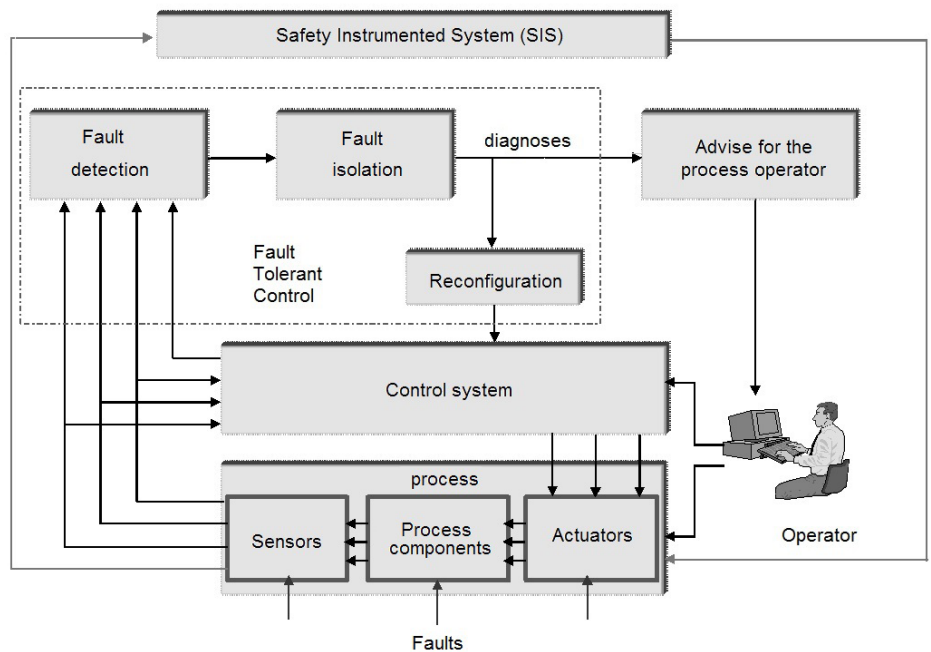 Safety Instrumented System (SIS)
Fault
detection
Fault
isolation
diagnoses
Advise for the
process operator
Fault
Tolerant
Control
Reconfiguration
Control system
process
Sensors
Process
components
Actuators
Operator
Faults